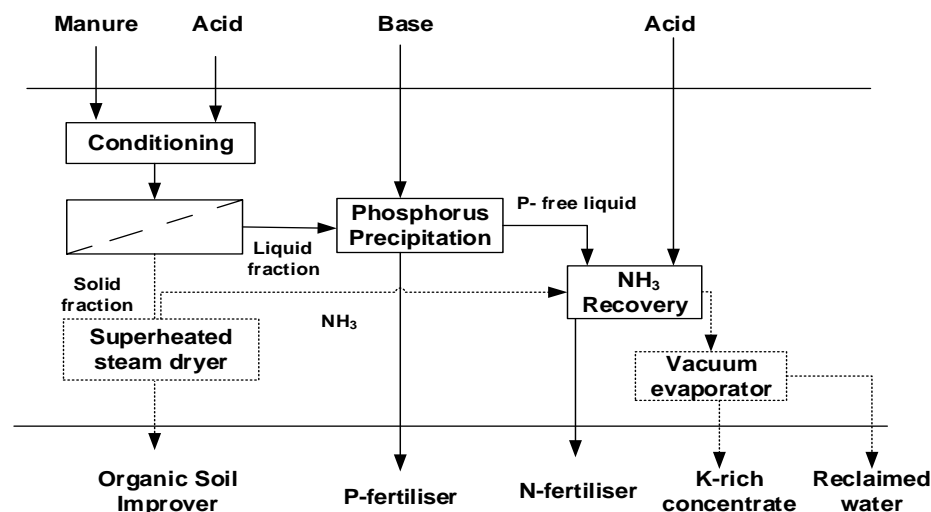 Manure
Acid
Base
Acid
Conditioning
Phosphorus
Precipitation
P- free liquid
Liquid
fraction
Solid
fraction
NH₃
Recovery
Superheated
steam dryer
NH₃
Vacuum
evaporator
Organic Soil
Improver
P-fertiliser
N-fertiliser
K-rich
concentrate
Reclaimed
water